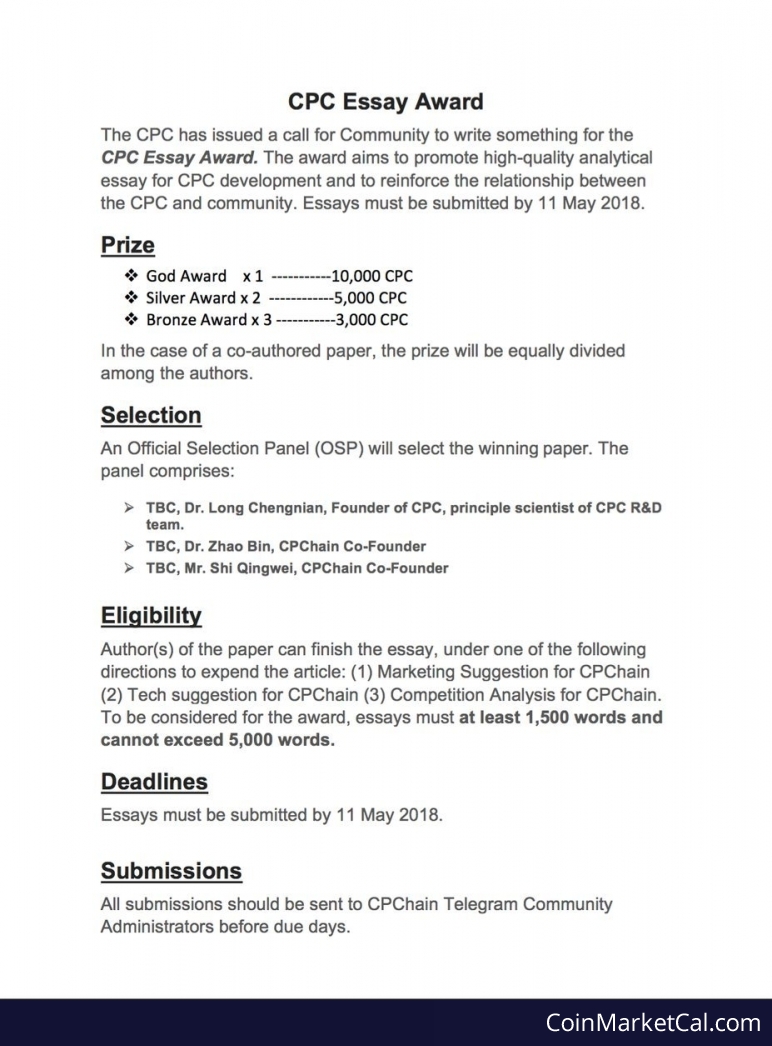 CPC Essay Award
The CPC has issued a call for Community to write something for the
CPC Essay Award. The award aims to promote high-quality analytical
essay for CPC development and to reinforce the relationship between
the CPC and community. Essays must be submitted by 11 May 2018.
Prize
❖ God Award x 1 -----------10,000 CPC
❖ Silver Award x 2 ------------5,000 CPC
❖ Bronze Award x 3 -----------3,000 CPC
In the case of a co-authored paper, the prize will be equally divided
among the authors.
Selection
An Official Selection Panel (OSP) will select the winning paper. The
panel comprises:
➢ TBC, Dr. Long Chengnian, Founder of CPC, principle scientist of CPC R&D
team.
➢ TBC, Dr. Zhao Bin, CPChain Co-Founder
➢ TBC, Mr. Shi Qingwei, CPChain Co-Founder
Eligibility
Author(s) of the paper can finish the essay, under one of the following
directions to expend the article: (1) Marketing Suggestion for CPChain
(2) Tech suggestion for CPChain (3) Competition Analysis for CPChain.
To be considered for the award, essays must at least 1,500 words and
cannot exceed 5,000 words.
Deadlines
Essays must be submitted by 11 May 2018.
Submissions
All submissions should be sent to CPChain Telegram Community
Administrators before due days.
CoinMarketCal.com